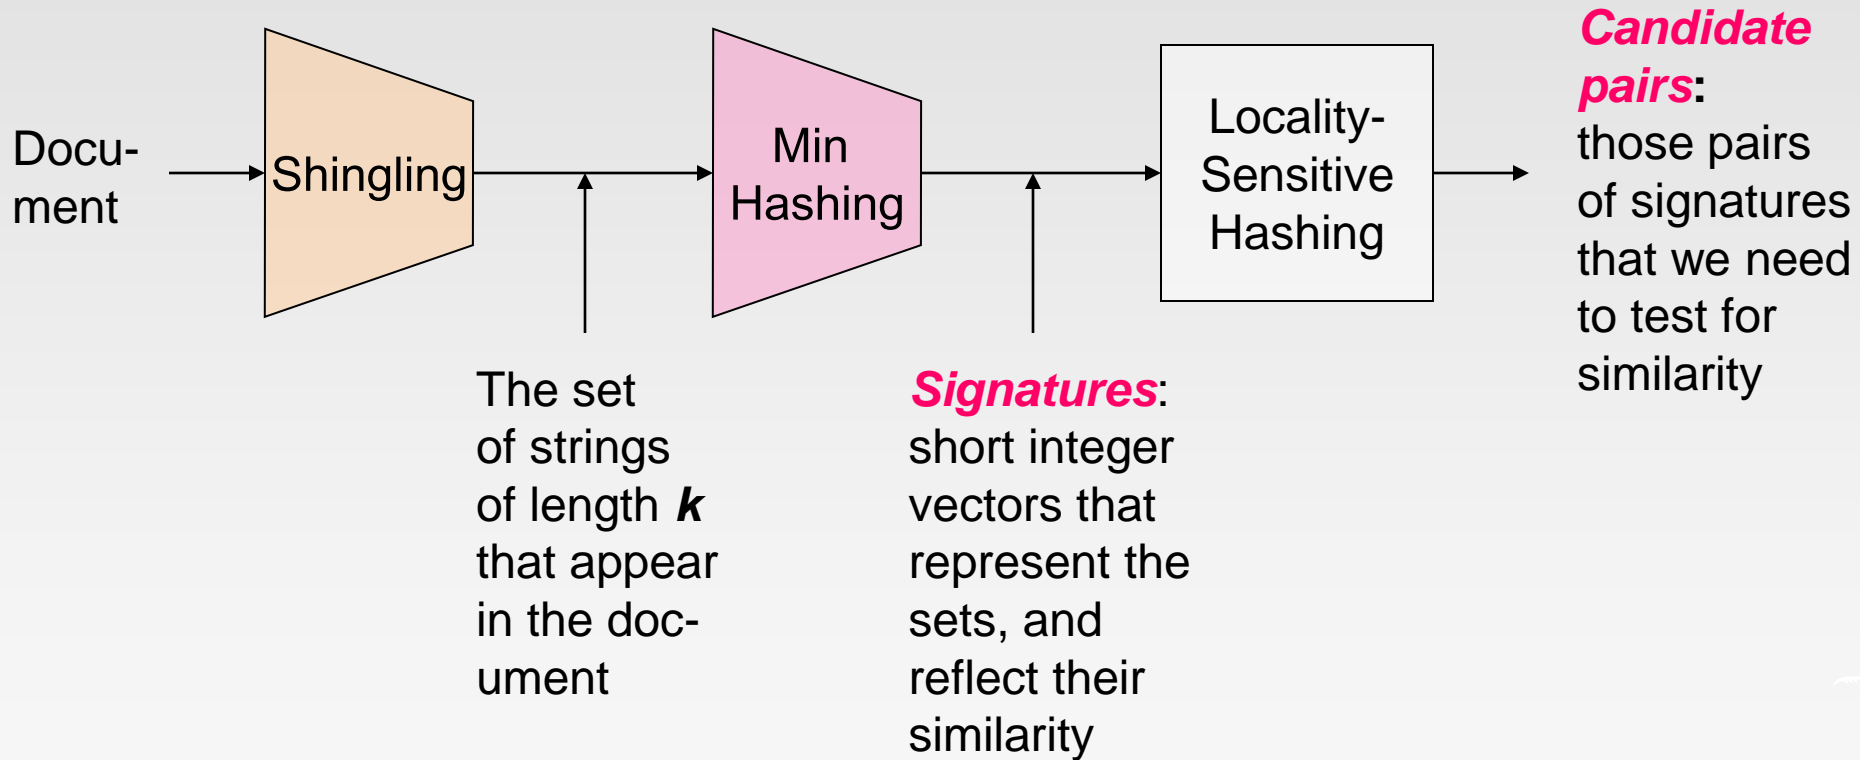 Docu-
ment
Shingling
The set
of strings
of length k
that appear
in the doc-
ument
Min
Hashing
Signatures:
short integer
vectors that
represent the
sets, and
reflect their
similarity
Locality-
Sensitive
Hashing
Candidate
pairs:
those pairs
of signatures
that we need
to test for
similarity